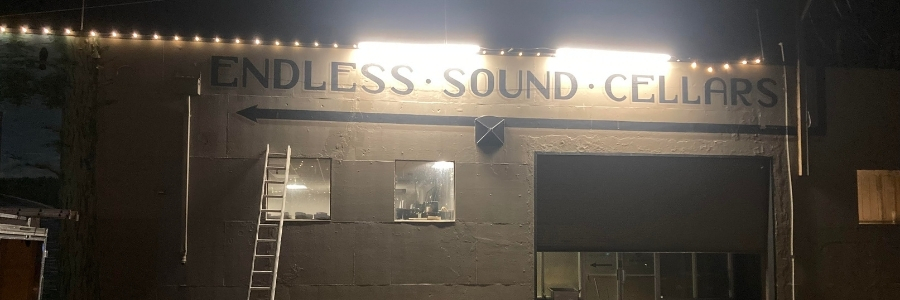 ENDLESS · SOUND · CELLARS